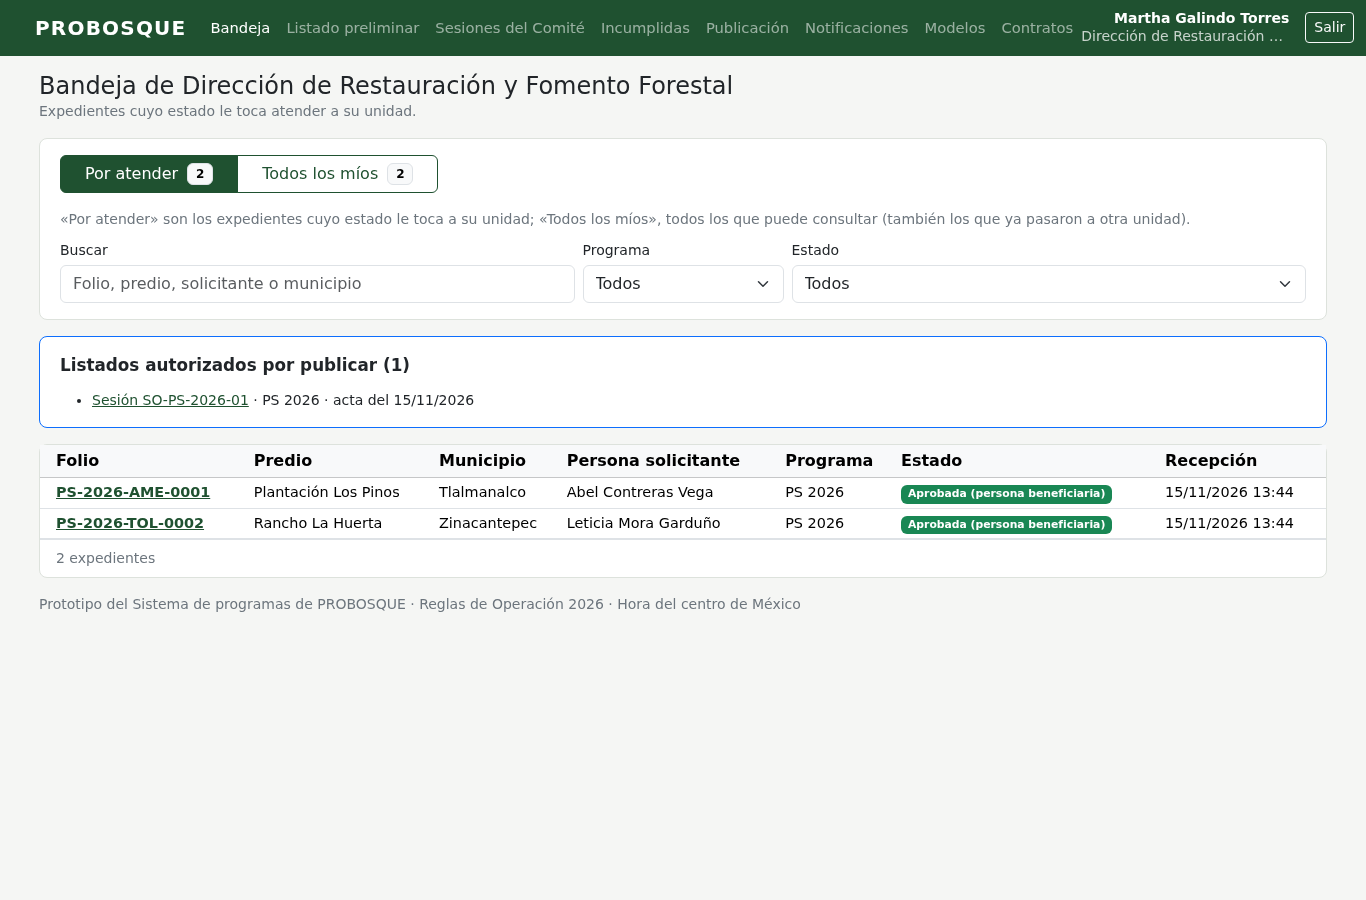 PROBOSQUE Bandeja Listado preliminar Sesiones del Comité Incumplidas Publicación Notificaciones Modelos Contratos
Martha Galindo Torres
Dirección de Restauración ...
Salir
Bandeja de Dirección de Restauración y Fomento Forestal
Expedientes cuyo estado le toca atender a su unidad.
Por atender 2 Todos los míos 2
«Por atender» son los expedientes cuyo estado le toca a su unidad; «Todos los míos», todos los que puede consultar (también los que ya pasaron a otra unidad).
Buscar Programa Estado
Folio, predio, solicitante o municipio Todos Todos
Listados autorizados por publicar (1)
• Sesión SO-PS-2026-01 · PS 2026 · acta del 15/11/2026
Folio Predio Municipio Persona solicitante Programa Estado Recepción
PS-2026-AME-0001 Plantación Los Pinos Tlalmanalco Abel Contreras Vega PS 2026 Aprobada (persona beneficiaria) 15/11/2026 13:44
PS-2026-TOL-0002 Rancho La Huerta Zinacantepec Leticia Mora Garduño PS 2026 Aprobada (persona beneficiaria) 15/11/2026 13:44
2 expedientes
Prototipo del Sistema de programas de PROBOSQUE · Reglas de Operación 2026 · Hora del centro de México